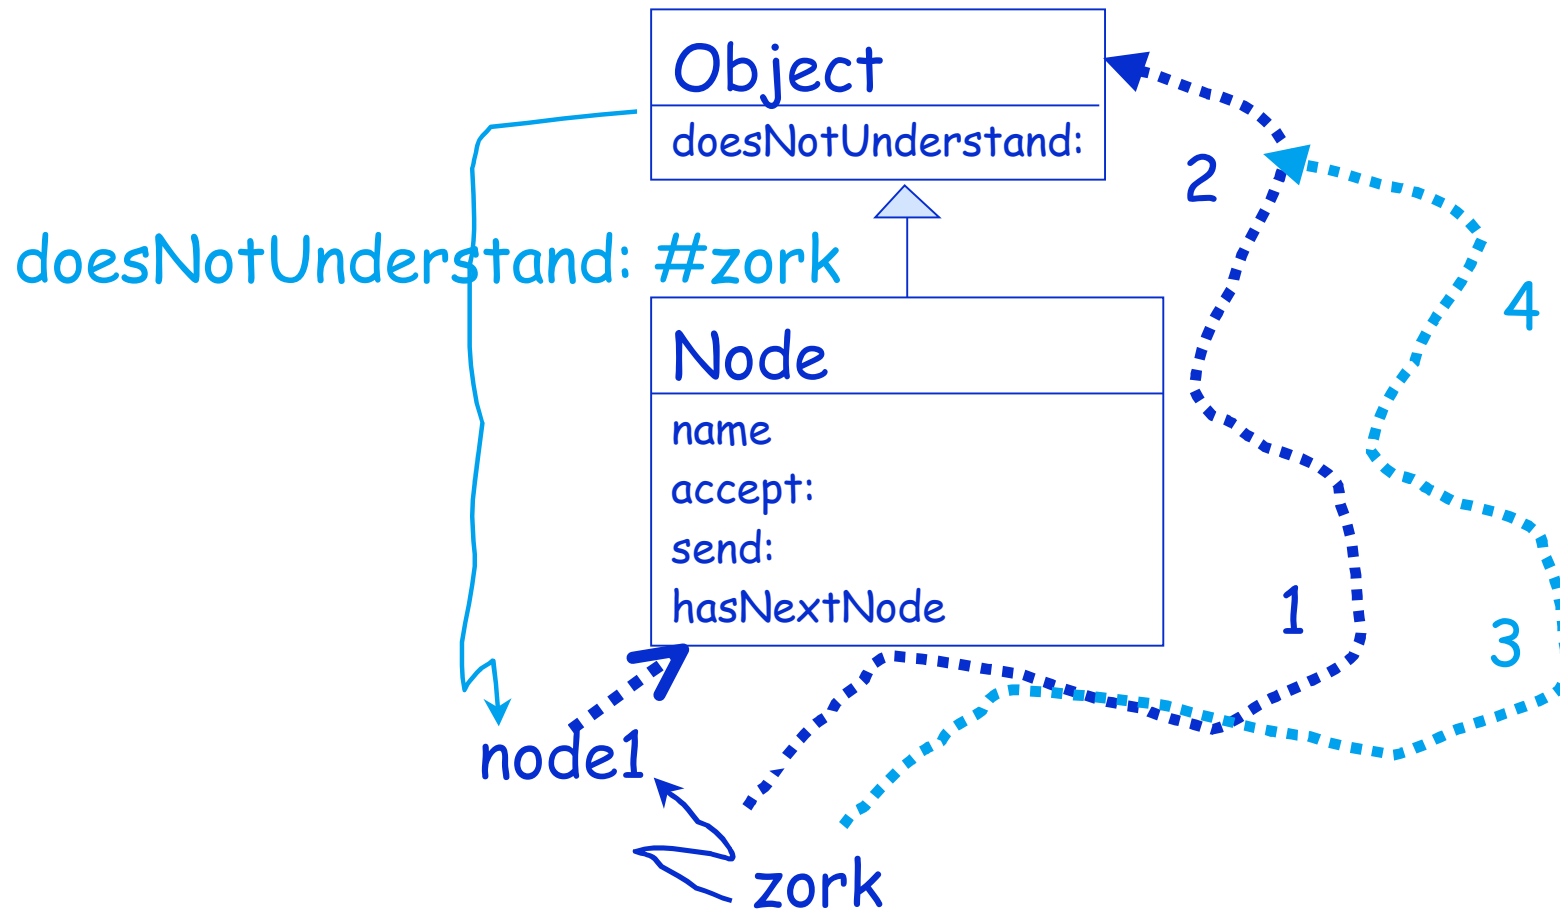 Object
doesNotUnderstand:
2
doesNotUnderstand: #zork
4
Node
name
accept:
send:
hasNextNode
1
3
node1
zork